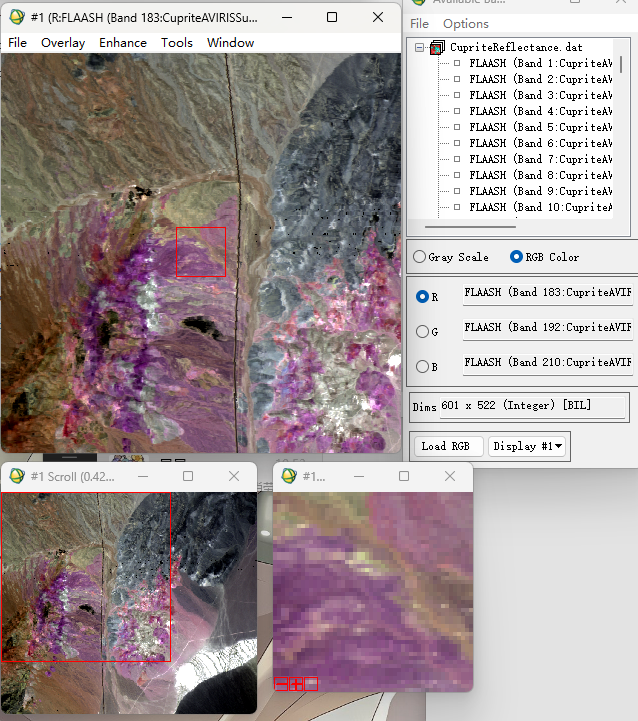 #1 (R:FLAASH (Band 183:CupriteAVIRISSu...
File Overlay Enhance Tools Window
Available Ba...
File Options
CupriteReflectance.dat
FLAASH (Band 1:CupriteAV
FLAASH (Band 2:CupriteAV
FLAASH (Band 3:CupriteAV
FLAASH (Band 4:CupriteAV
FLAASH (Band 5:CupriteAV
FLAASH (Band 6:CupriteAV
FLAASH (Band 7:CupriteAV
FLAASH (Band 8:CupriteAV
FLAASH (Band 9:CupriteAV
FLAASH (Band 10:CupriteA
Gray Scale RGB Color
R FLAASH (Band 183:CupriteAVIR
G FLAASH (Band 192:CupriteAVIR
B FLAASH (Band 210:CupriteAVIR
Dims 601 x 522 (Integer) [BIL]
Load RGB Display #1
#1 Scroll (0.42...
#1...